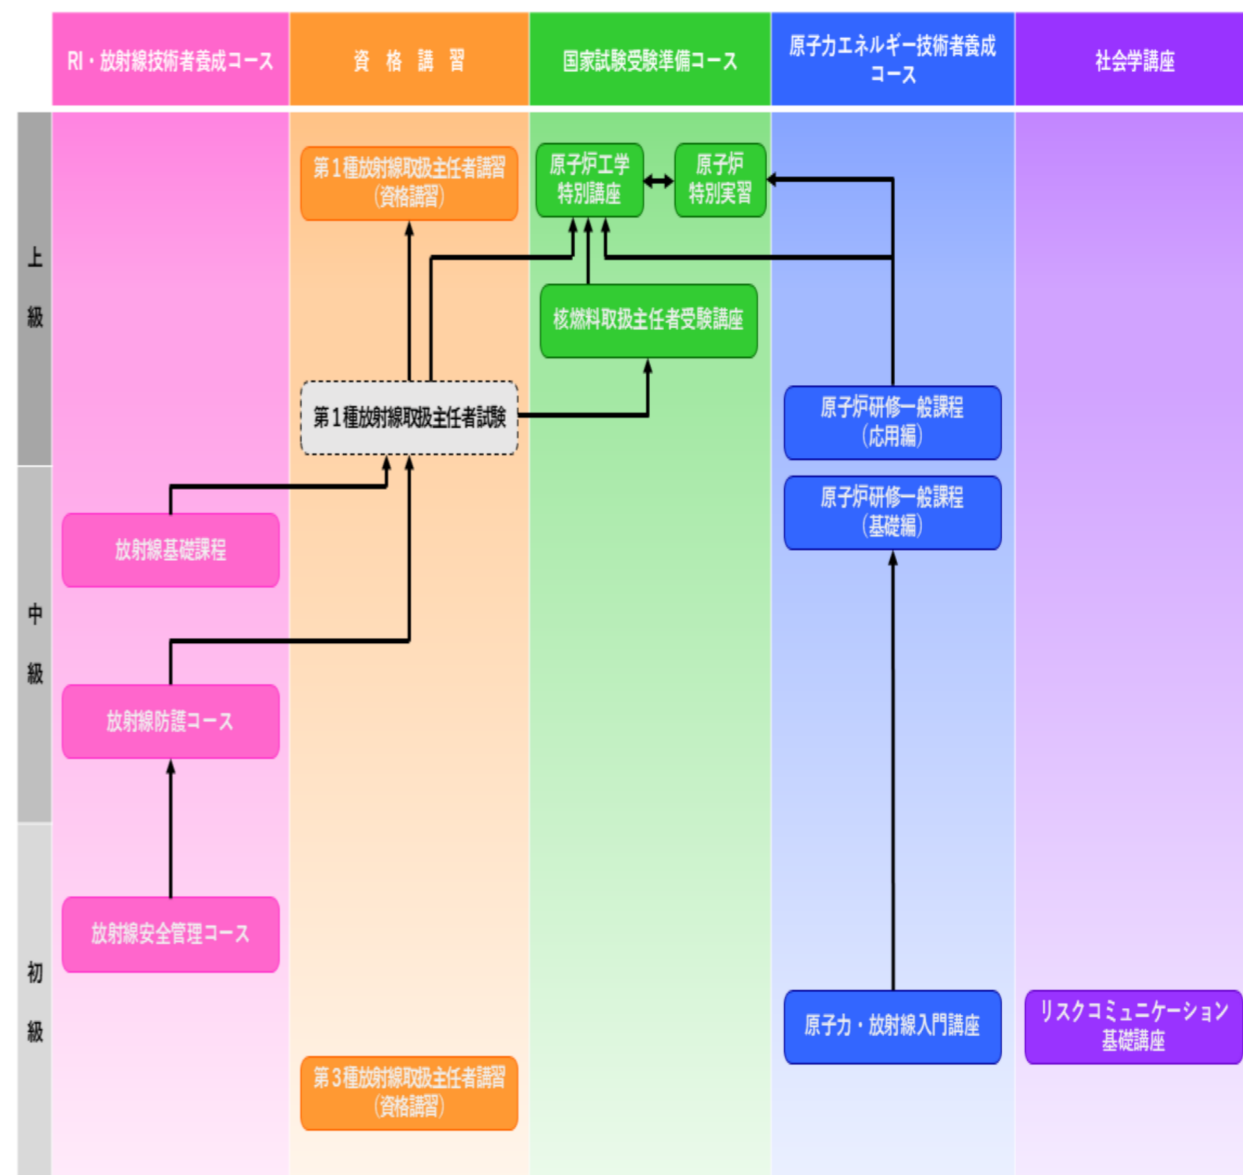 RI・放射線技術者養成コース
資　格　講　習
国家試験受験準備コース
原子力エネルギー技術者養成
コース
社会学講座
上
級
中
級
初
級
第１種放射線取扱主任者講習
（資格講習）
原子炉工学
特別講座
原子炉
特別実習
核燃料取扱主任者受験講座
第１種放射線取扱主任者試験
原子炉研修一般課程
（応用編）
原子炉研修一般課程
（基礎編）
放射線基礎課程
放射線防護コース
放射線安全管理コース
原子力・放射線入門講座
リスクコミュニケーション
基礎講座
第３種放射線取扱主任者講習
（資格講習）